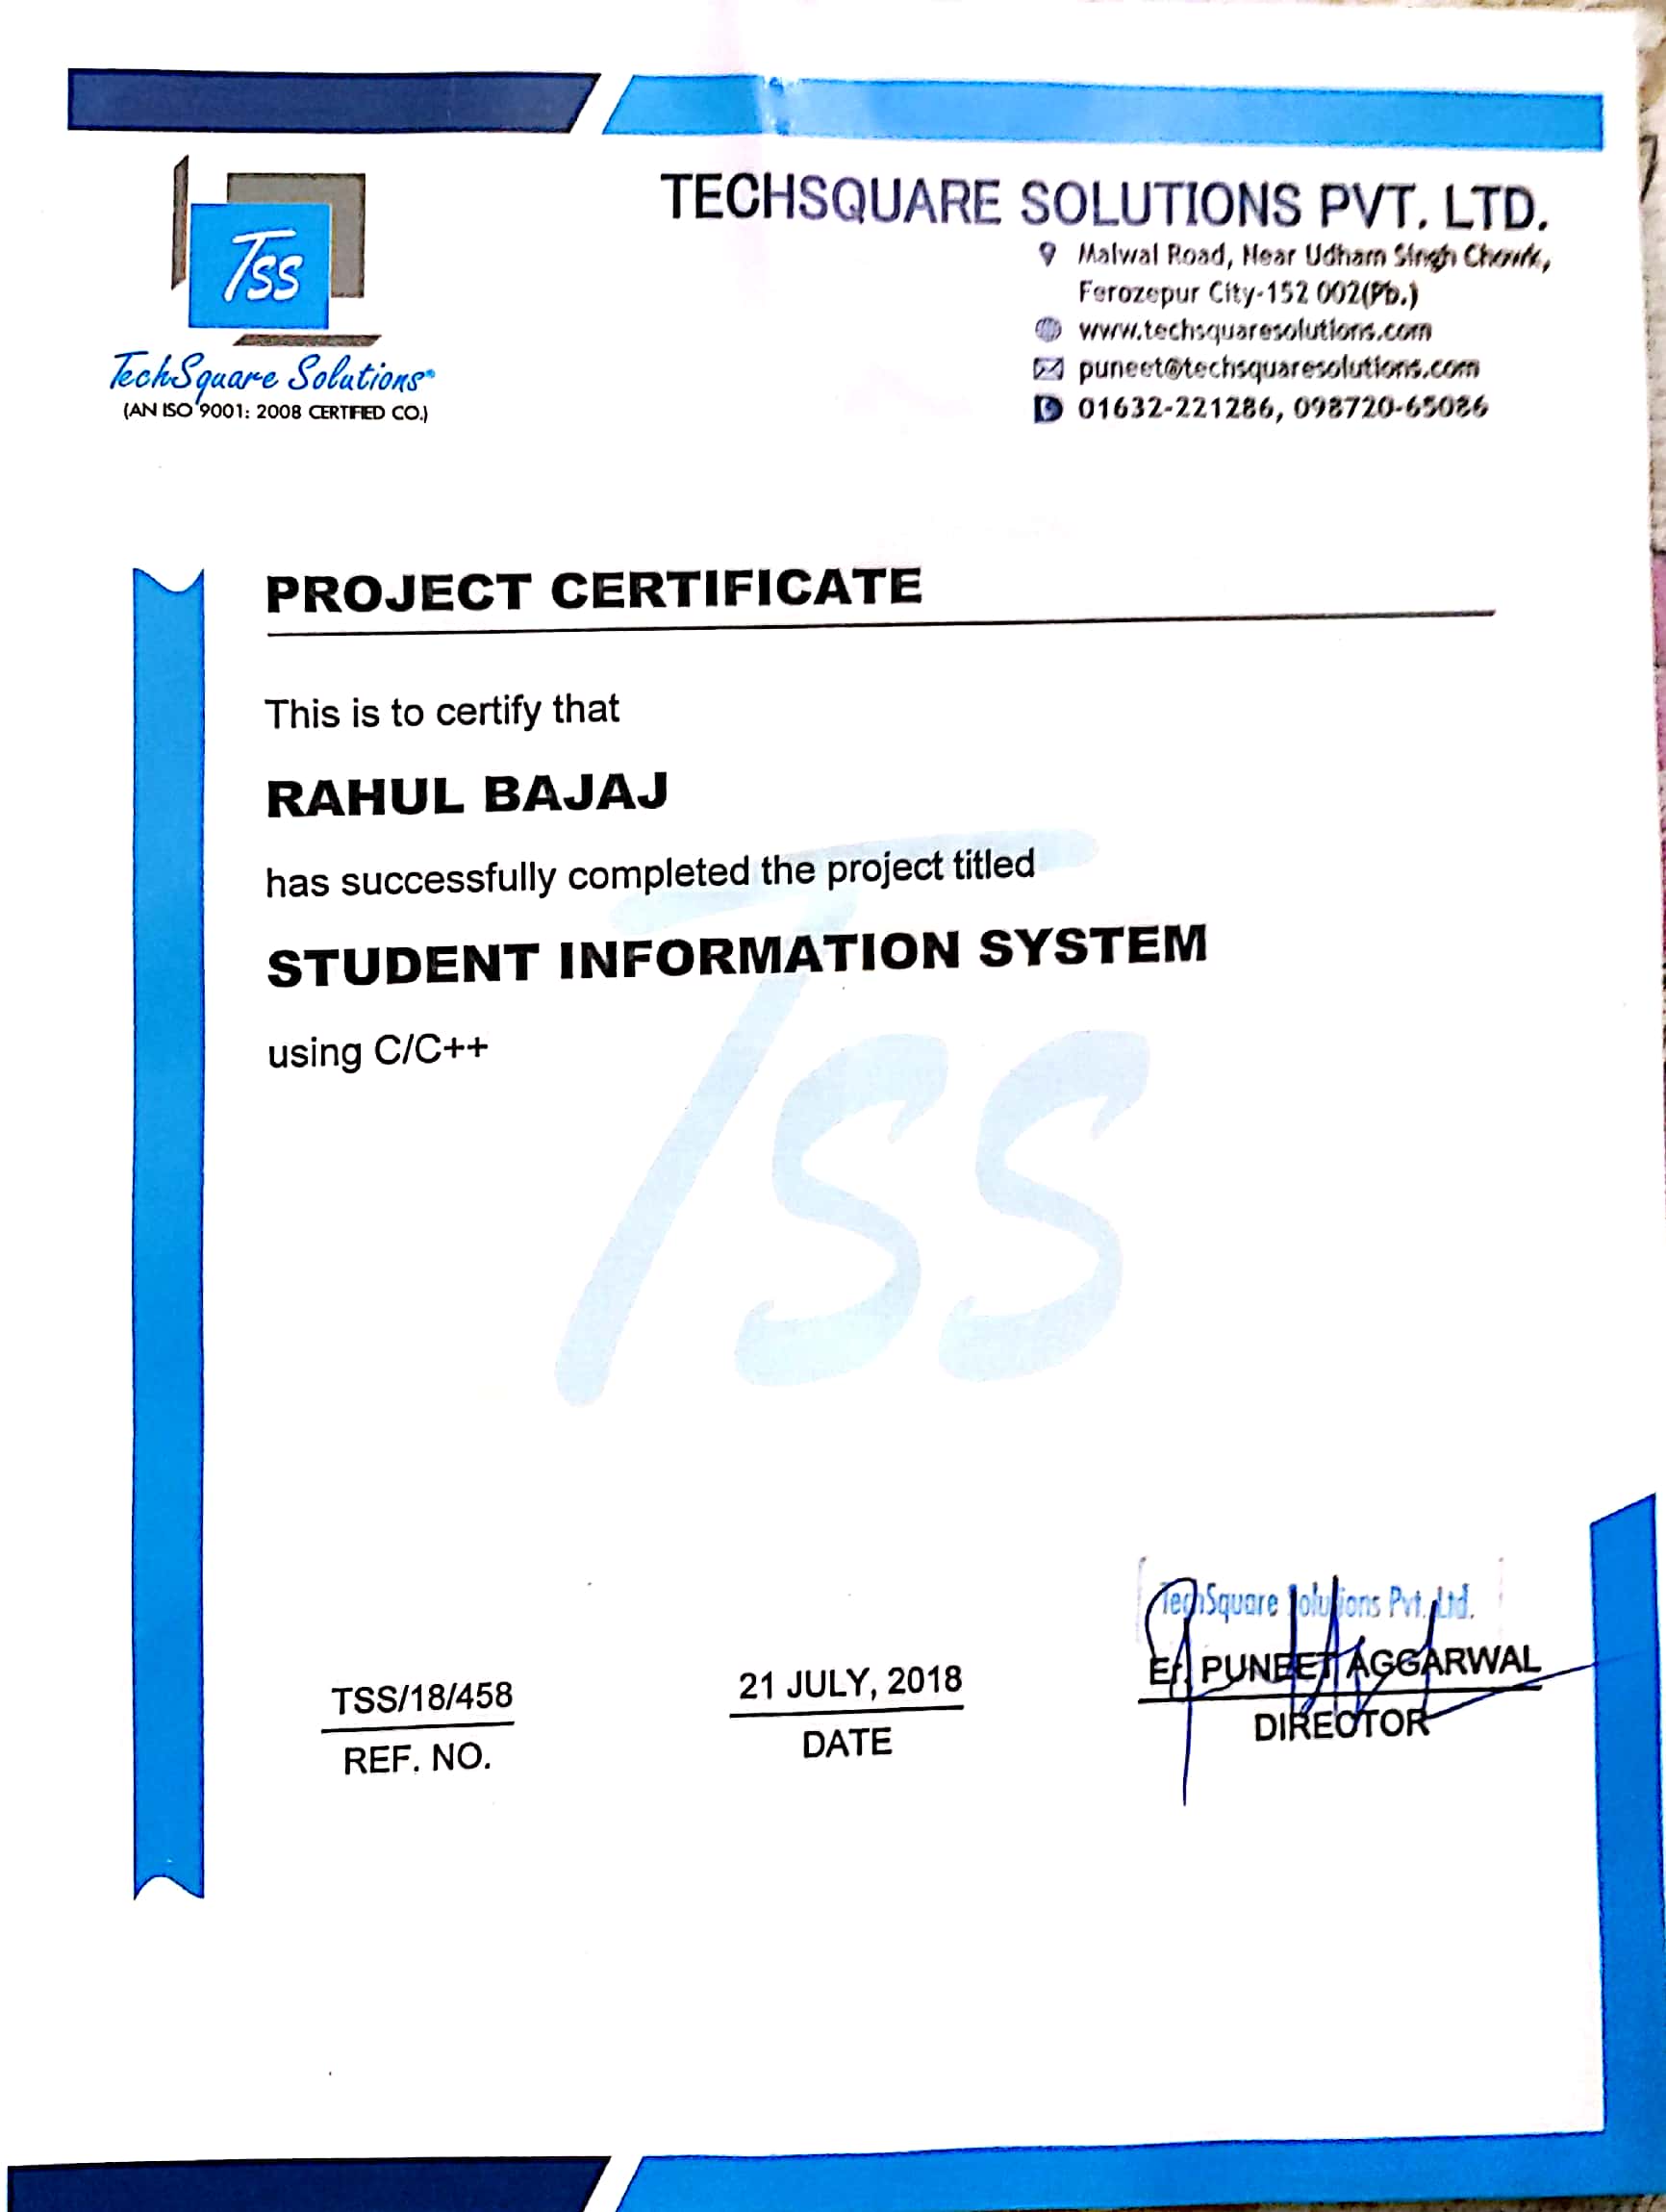 TSS
TechSquare Solutions
(AN ISO 9001: 2008 CERTIFIED CO.)
TECHSQUARE SOLUTIONS PVT. LTD.
Malwal Road, Near Udham Singh Chowk,
Ferozepur City-152 002(Pb.)
www.techsquaresolutions.com
puneet@techsquaresolutions.com
01632-221286, 098720-65086
PROJECT CERTIFICATE
This is to certify that
RAHUL BAJAJ
has successfully completed the project titled
STUDENT INFORMATION SYSTEM
using C/C++
TSS
TechSquare Solutions Pvt. Ltd.
Er. PUNEET AGGARWAL
DIRECTOR
21 JULY, 2018
DATE
TSS/18/458
REF. NO.